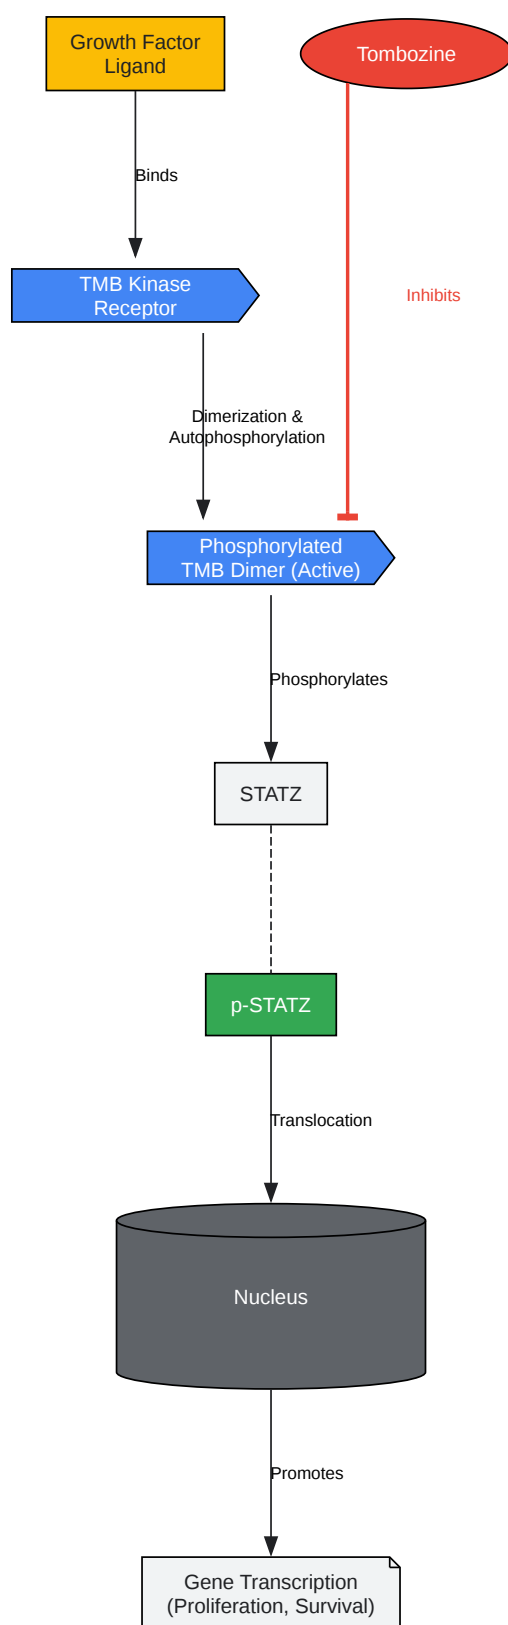 Growth Factor
Ligand
Tombozine
Binds
TMB Kinase
Receptor
Inhibits
Dimerization &
Autophosphorylation
Phosphorylated
TMB Dimer (Active)
Phosphorylates
STATZ
p-STATZ
Translocation
Nucleus
Promotes
Gene Transcription
(Proliferation, Survival)